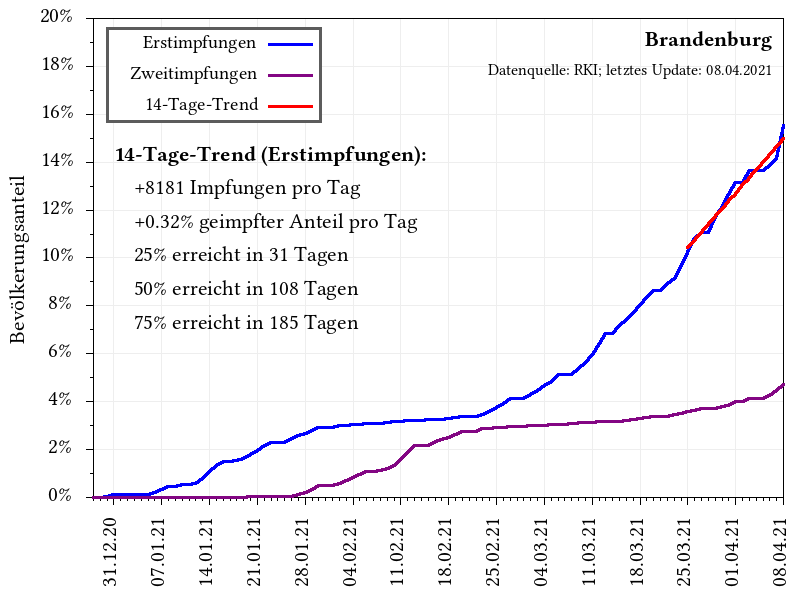 Brandenburg
Datenquelle: RKI; letztes Update: 08.04.2021
Erstimpfungen
Zweitimpfungen
14-Tage-Trend
14-Tage-Trend (Erstimpfungen):
+8181 Impfungen pro Tag
+0.32% geimpfter Anteil pro Tag
25% erreicht in 31 Tagen
50% erreicht in 108 Tagen
75% erreicht in 185 Tagen
Bevölkerungsanteil
20%
18%
16%
14%
12%
10%
8%
6%
4%
2%
0%
31.12.20
07.01.21
14.01.21
21.01.21
28.01.21
04.02.21
11.02.21
18.02.21
25.02.21
04.03.21
11.03.21
18.03.21
25.03.21
01.04.21
08.04.21